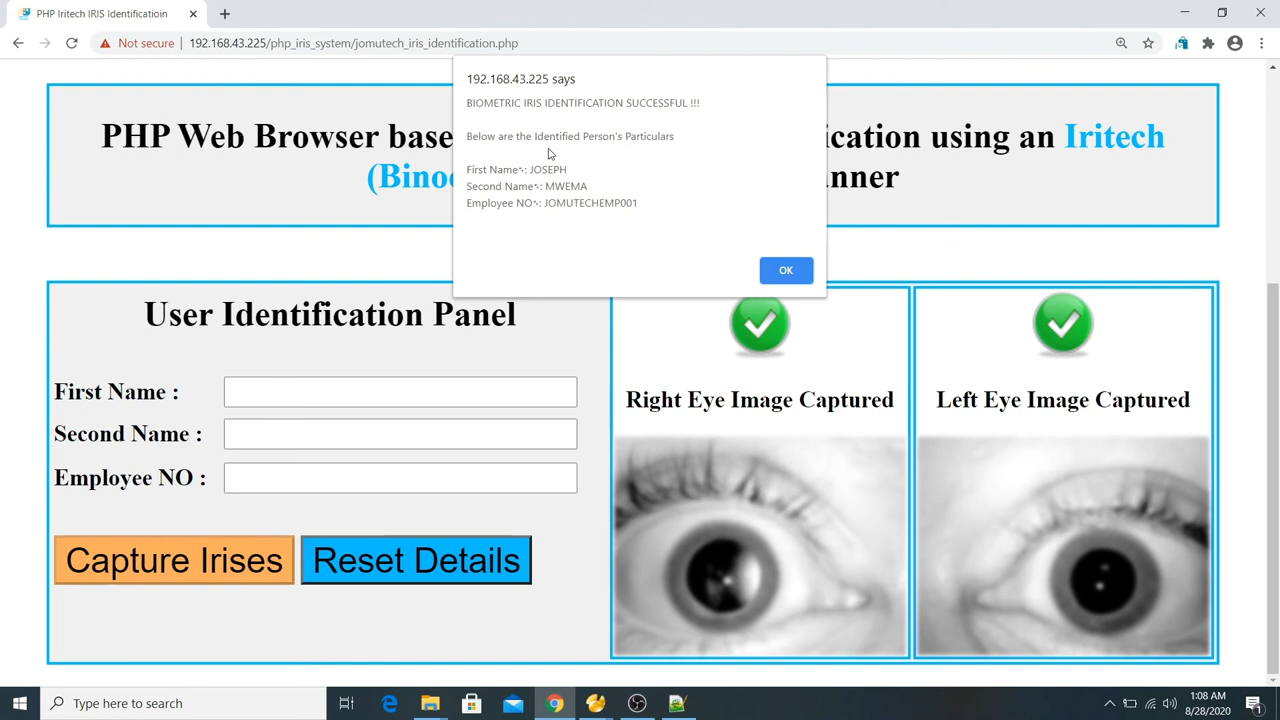 PHP Iritech IRIS Identificatioin
Not secure
192.168.43.225/php_iris_system/jomutech_iris_identification.php
192.168.43.225 says
BIOMETRIC IRIS IDENTIFICATION SUCCESSFUL !!!
Below are the Identified Person's Particulars
First Name : JOSEPH
Second Name : MWEMA
Employee NO : JOMUTECHEMP001
OK
PHP Web Browser base
ication using an Iritech
(Bino
nner
User Identification Panel
First Name :
Second Name :
Employee NO :
Capture Irises
Reset Details
Right Eye Image Captured
Left Eye Image Captured
Type here to search
1:08 AM
8/28/2020
1